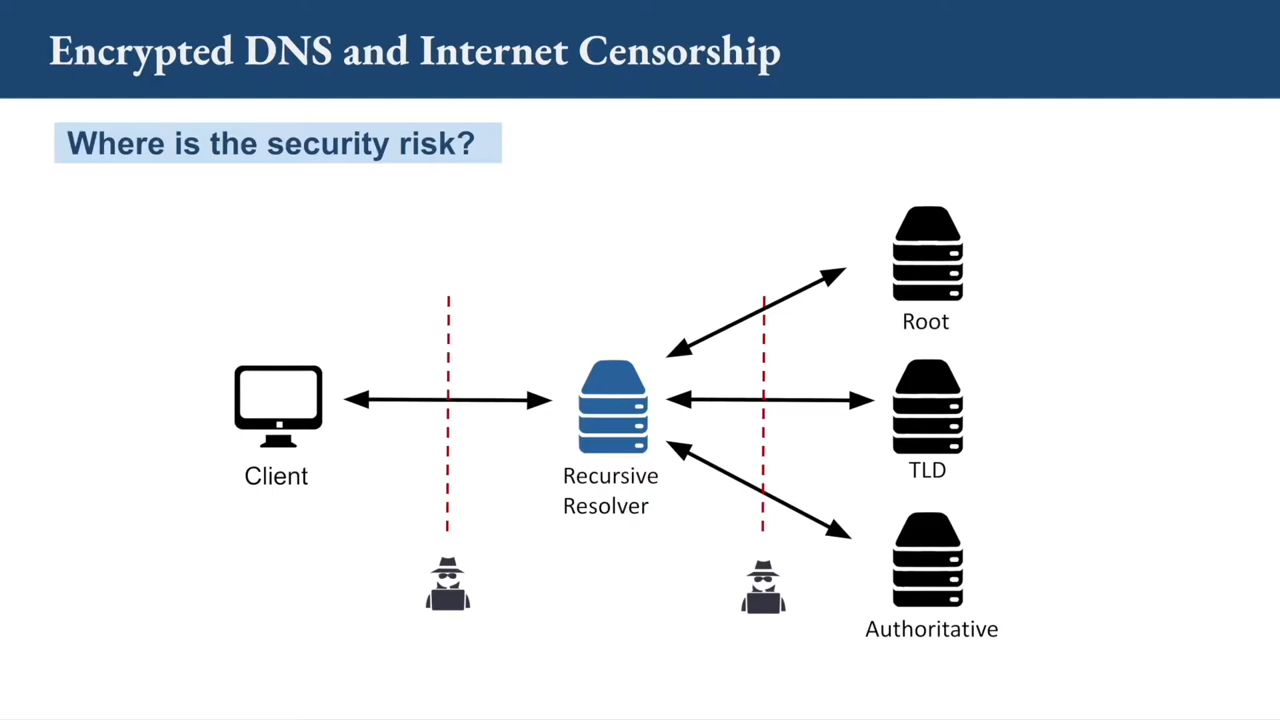 Encrypted DNS and Internet Censorship
Where is the security risk?
Root
Client
Recursive
Resolver
TLD
Authoritative